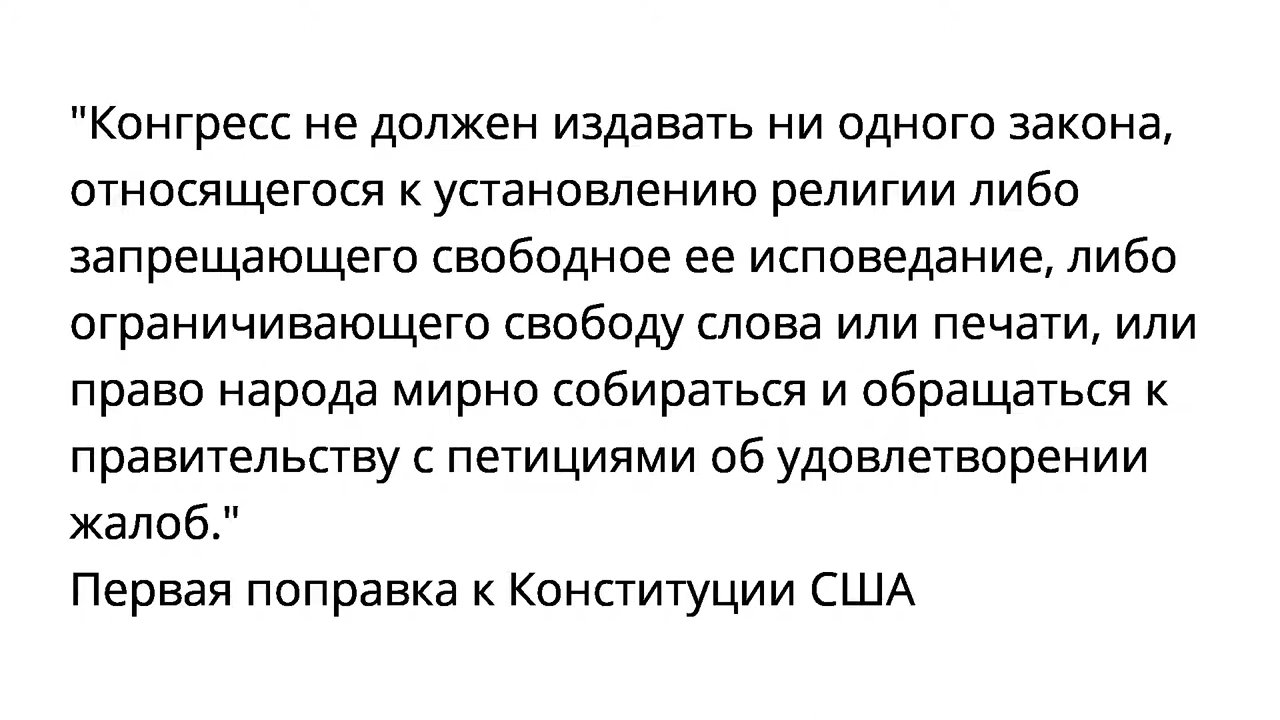 "Конгресс не должен издавать ни одного закона,
относящегося к установлению религии либо
запрещающего свободное ее исповедание, либо
ограничивающего свободу слова или печати, или
право народа мирно собираться и обращаться к
правительству с петициями об удовлетворении
жалоб."
Первая поправка к Конституции США